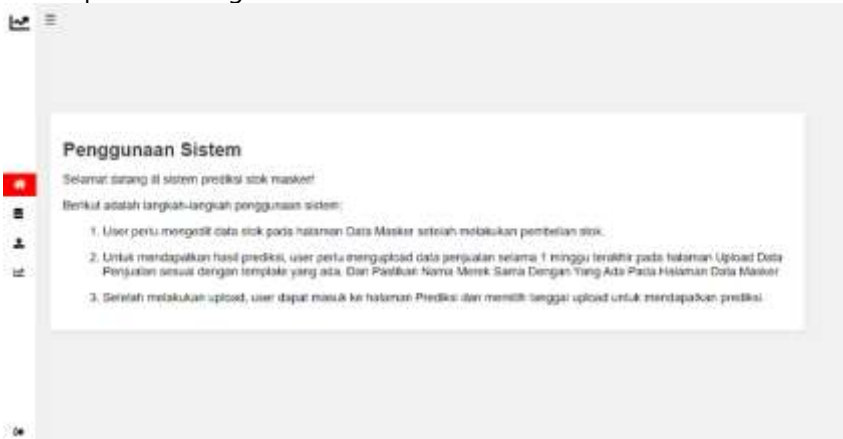 Penggunaan Sistem
Selamat datang di sistem prediksi stok masker!
Berikut adalah langkah-langkah penggunaan sistem:
1. User perlu mengedit data stok pada halaman Data Masker setelah melakukan pembelian stok.
2. Untuk mendapatkan hasil prediksi, user perlu mengupload data penjualan selama 1 minggu terakhir pada halaman Upload Data
Penjualan sesuai dengan template yang ada. Dan Pastikan Nama Merek Sama Dengan Yang Ada Pada Halaman Data Masker
3. Setelah melakukan upload, user dapat masuk ke halaman Prediksi dan memilih tanggal upload untuk mendapatkan prediksi.